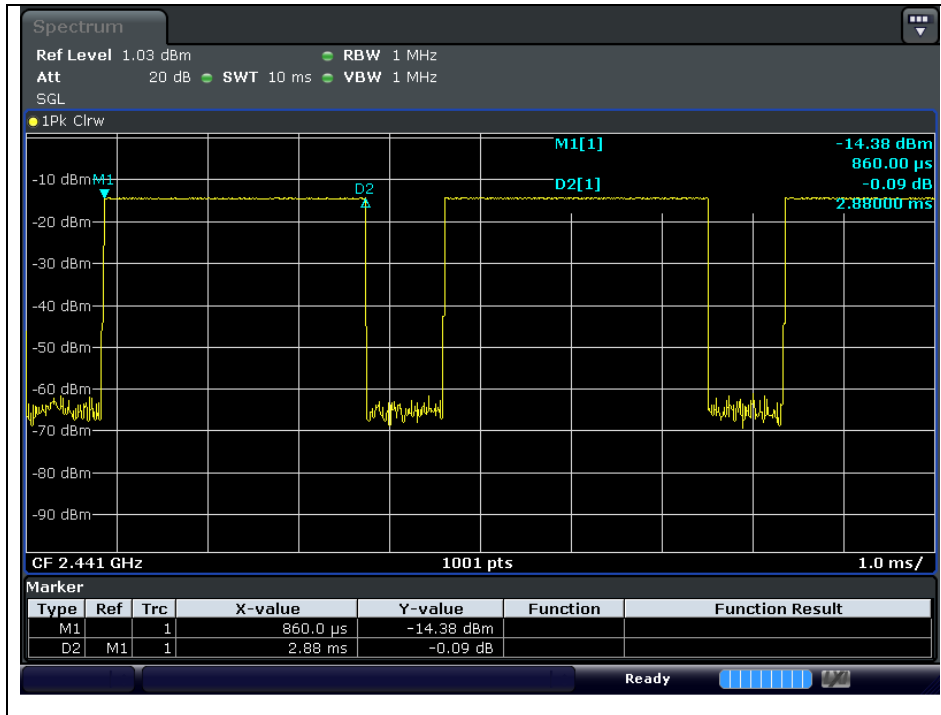 Spectrum
Ref Level 1.03 dBm RBW 1 MHz
Att 20 dB SWT 10 ms VBW 1 MHz
SGL
1Pk Clrw
M1[1] -14.38 dBm
860.00 µs
-10 dBm M1 D2 D2[1] -0.09 dB
2.88000 ms
-20 dBm
-30 dBm
-40 dBm
-50 dBm
-60 dBm
-70 dBm
-80 dBm
-90 dBm
CF 2.441 GHz 1001 pts 1.0 ms/
Marker
Type Ref Trc X-value Y-value Function Function Result
M1 1 860.0 µs -14.38 dBm
D2 M1 1 2.88 ms -0.09 dB
Ready